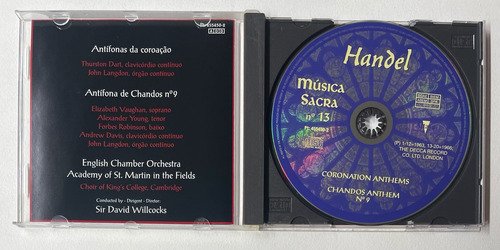 Antífonas da coroação
Thurston Dart, clavicórdio contínuo
John Langdon, órgão contínuo
Antífona de Chandos nº 9
Elizabeth Vaughan, soprano
Alexander Young, tenor
Forbes Robinson, baixo
Andrew Davis, clavicórdio contínuo
John Langdon, órgão contínuo
English Chamber Orchestra
Academy of St. Martin in the Fields
Choir of King's College, Cambridge
Conducted by - Dirigent - Diretor:
Sir David Willcocks
Handel
Música
Sacra
nº 13
CORONATION ANTHEMS
CHANDOS ANTHEM
Nº 9
THE DECCA RECORD
CO. LTD. LONDON